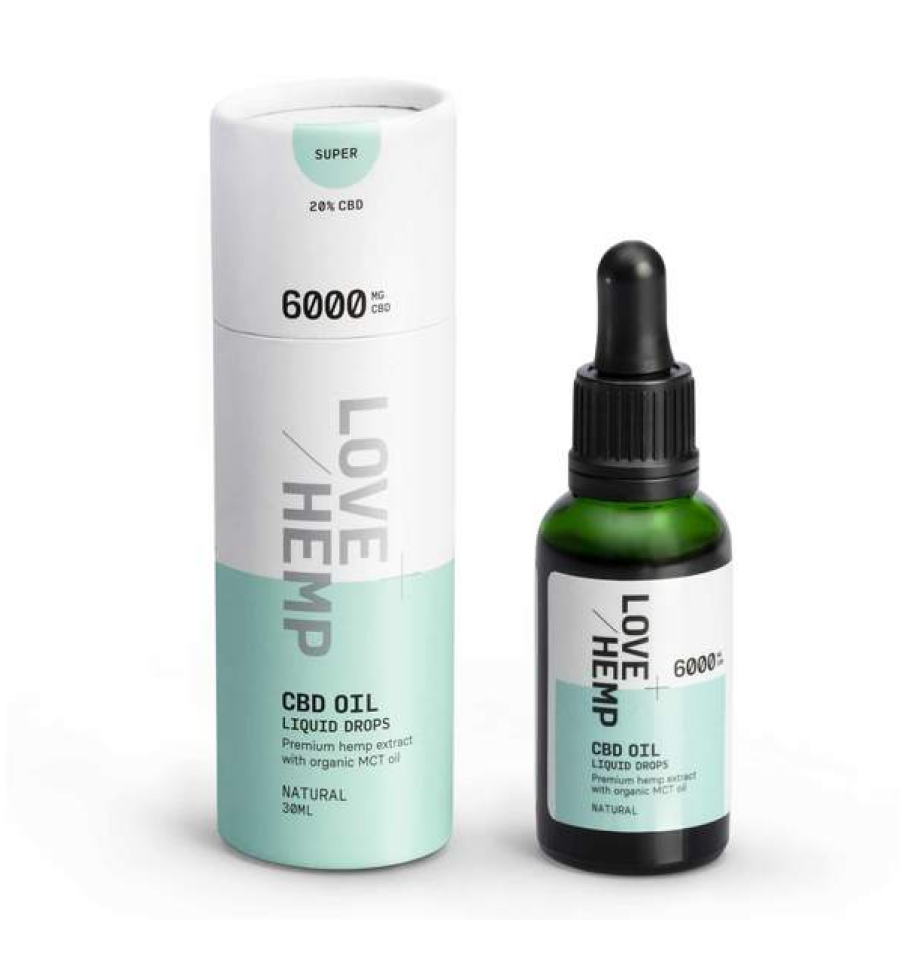 SUPER
20% CBD
6000 MG CBD
LOVE
/HEMP
CBD OIL
LIQUID DROPS
Premium hemp extract
with organic MCT oil
NATURAL
30ML
LOVE
/HEMP
6000
CBD OIL
LIQUID DROPS
Premium hemp extract
with organic MCT oil
NATURAL